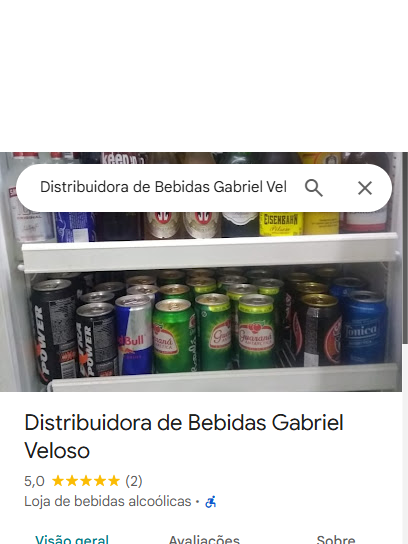 Distribuidora de Bebidas Gabriel Vel
EISENBAHN
Pilsen
POWER
POWER
Red Bull
Guaraná
Guaraná
Tônica
Distribuidora de Bebidas Gabriel
Veloso
5,0 (2)
Loja de bebidas alcoólicas ·
Visão geral Avaliações Sobre